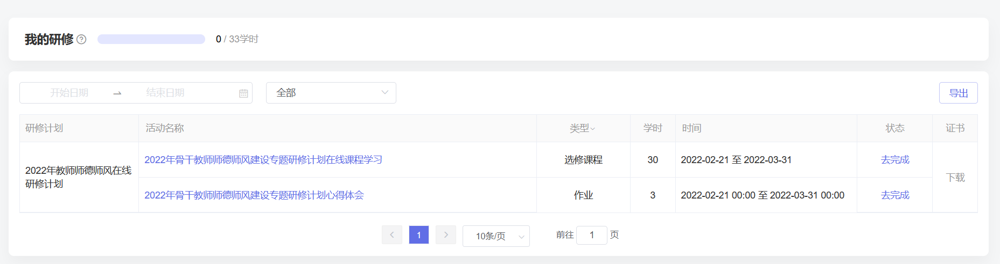 我的研修 0 / 33学时
开始日期 结束日期 全部 导出
研修计划 活动名称 类型 学时 时间 状态 证书
2022年教师师德师风在线研修计划
2022年骨干教师师德师风建设专题研修计划在线课程学习 选修课程 30 2022-02-21 至 2022-03-31 去完成
下载
2022年骨干教师师德师风建设专题研修计划心得体会 作业 3 2022-02-21 00:00 至 2022-03-31 00:00 去完成
1 10条/页 前往 1 页